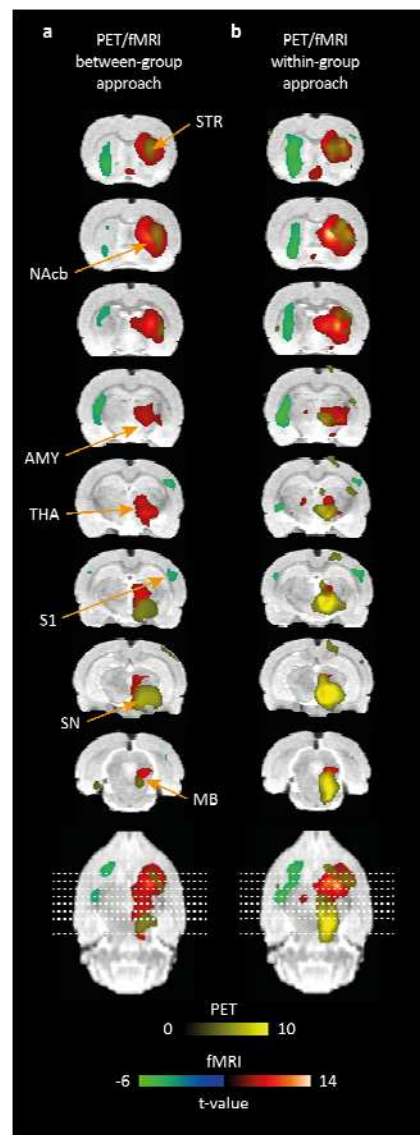 a
PET/fMRI
between-group
approach
b
PET/fMRI
within-group
approach
STR
NAcb
AMY
THA
S1
SN
MB
PET
0 10
fMRI
-6 14
t-value